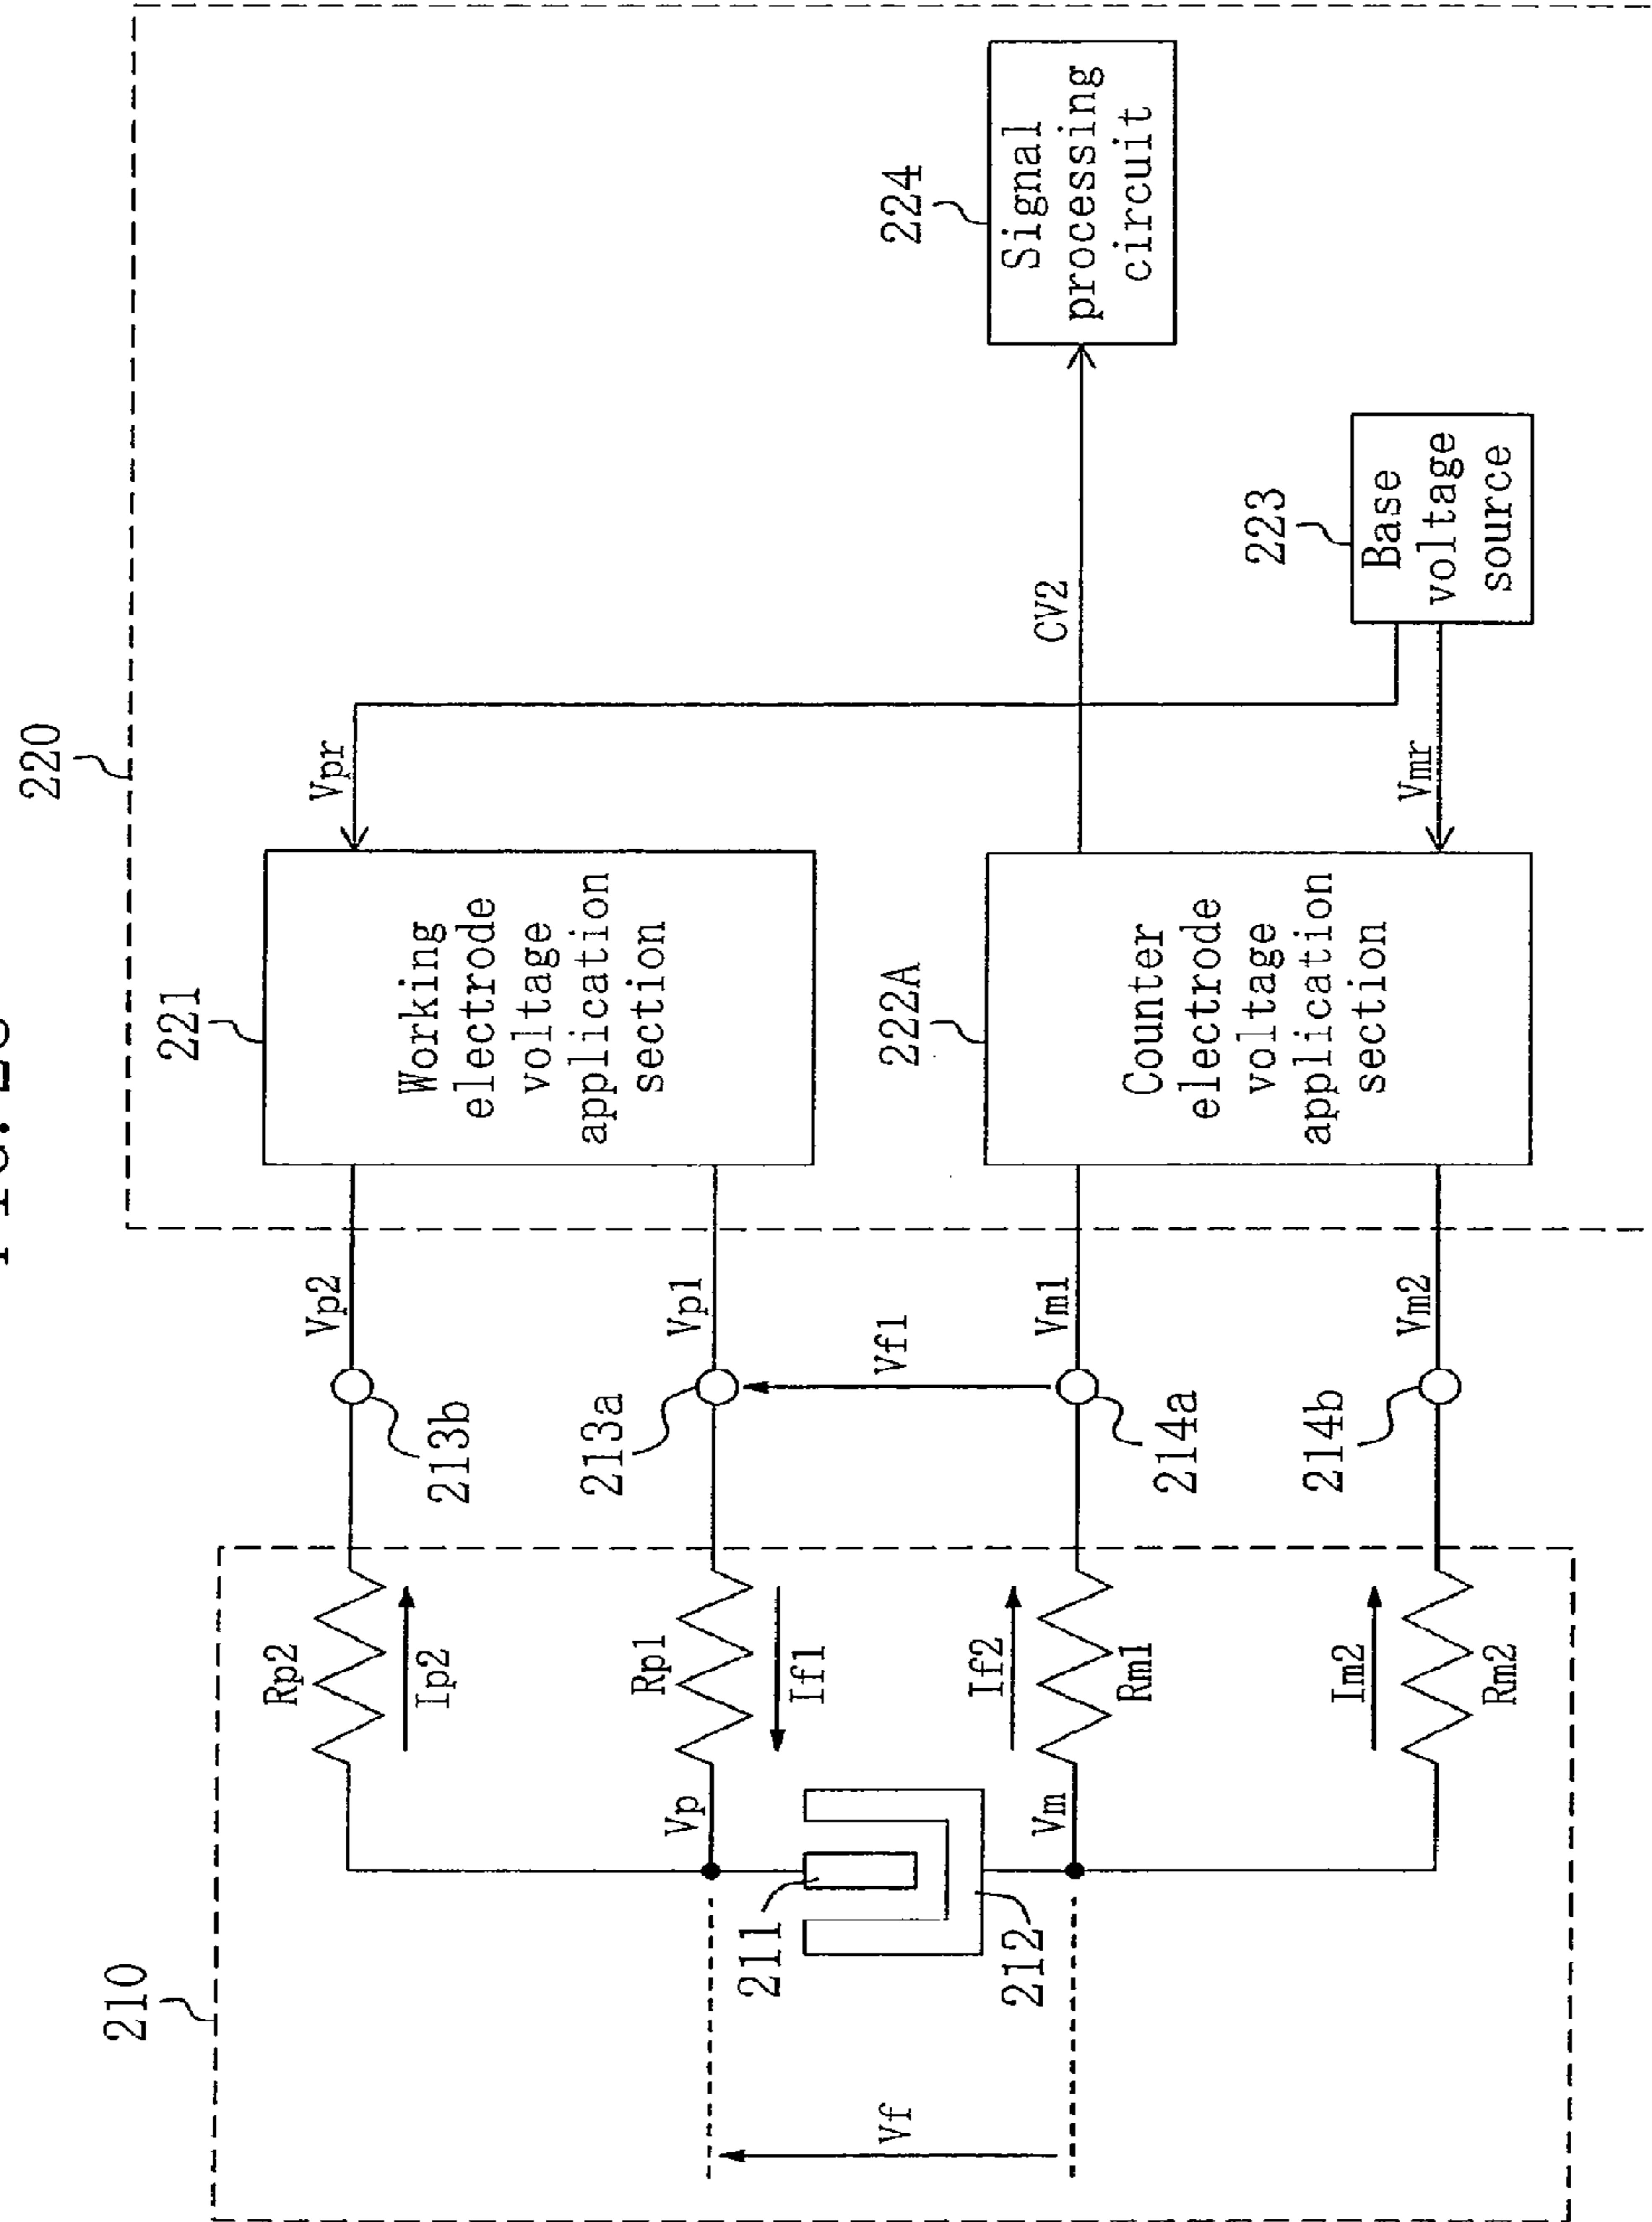 220
210
221
Vp2
Vpr
Rp2
Ip2
213b
Working
electrode
voltage
application
section
Rp1
Vp
If1
213a
Vp1
211
Vf
Vf1
224
222A
212
If2
Vm
Rm1
214a
Vm1
CV2
Signal
processing
circuit
Counter
electrode
voltage
application
section
223
Im2
Rm2
214b
Vm2
Vmr
Base
voltage
source